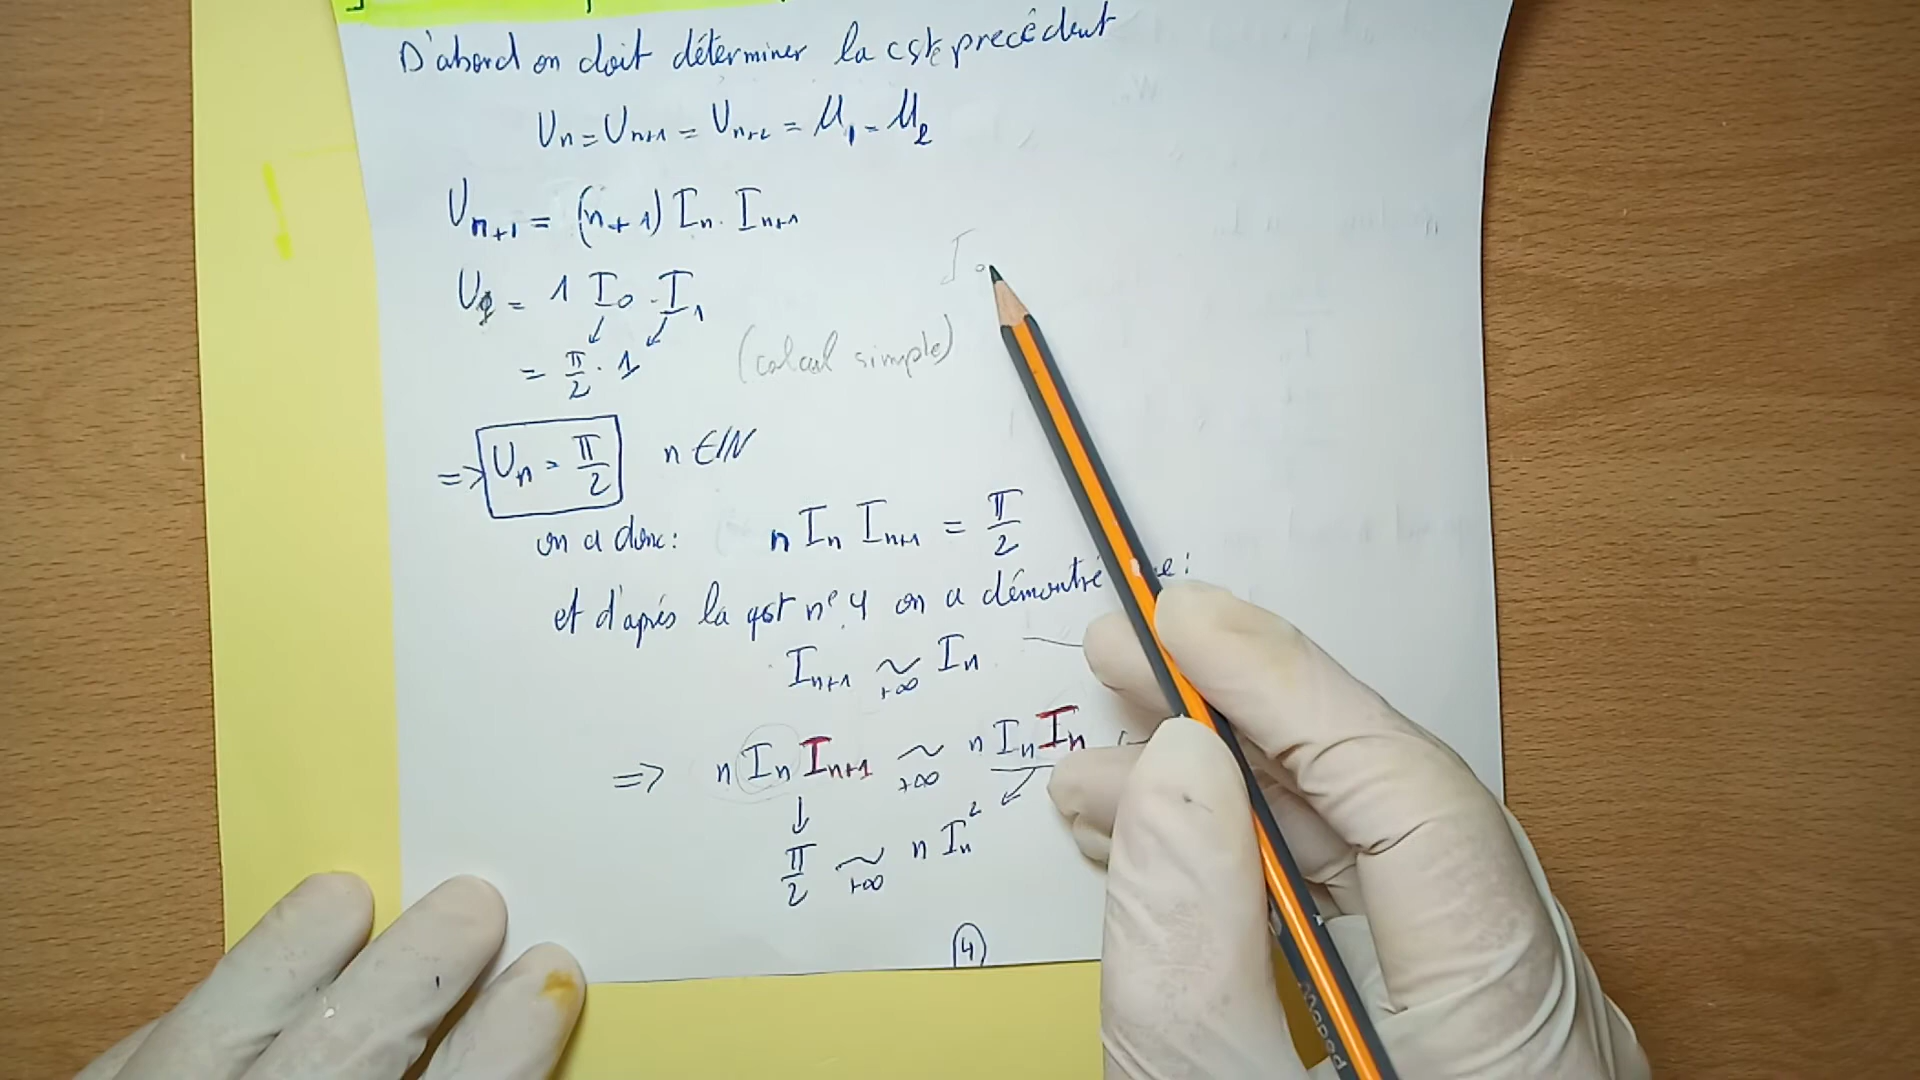 D'abord on doit déterminer la cste precêdent
Un = Un+1 = Un+2 = U1 = U2
Un+1 = (n+1) In . In+1
= 1 I0 . I1
= π/2 . 1 (calcul simple)
=> Un = π/2 n ∈ IN
on a donc: n In In+1 = π/2
et d'après la qst n° 4 on a démontré
In+1 ~ +∞ In
=> n In In+1 ~ +∞ n In In
↓
π/2 ~ +∞ n In²
4